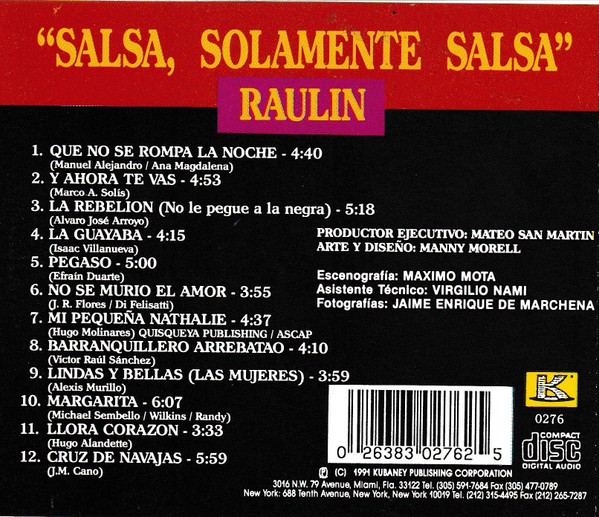 "SALSA, SOLAMENTE SALSA"
RAULIN
1. QUE NO SE ROMPA LA NOCHE - 4:40
(Manuel Alejandro / Ana Magdalena)
2. Y AHORA TE VAS - 4:53
(Marco A. Solís)
3. LA REBELION (No le pegue a la negra) - 5:18
(Alvaro José Arroyo)
4. LA GUAYABA - 4:15
(Isaac Villanueva)
5. PEGASO - 5:00
(Efraín Duarte)
6. NO SE MURIO EL AMOR - 3:55
(J. R. Flores / Di Felisatti)
7. MI PEQUEÑA NATHALIE - 4:37
(Hugo Molinares) QUISQUEYA PUBLISHING / ASCAP
8. BARRANQUILLERO ARREBATAO - 4:10
(Victor Raúl Sánchez)
9. LINDAS Y BELLAS (LAS MUJERES) - 3:59
(Alexis Murillo)
10. MARGARITA - 6:07
(Michael Sembello / Wilkins / Randy)
11. LLORA CORAZON - 3:33
(Hugo Alandette)
12. CRUZ DE NAVAJAS - 5:59
(J.M. Cano)
PRODUCTOR EJECUTIVO: MATEO SAN MARTIN
ARTE Y DISEÑO: MANNY MORELL
Escenografía: MAXIMO MOTA
Asistente Técnico: VIRGILIO NAMI
Fotografías: JAIME ENRIQUE DE MARCHENA
K
0276
COMPACT
disc
DIGITAL AUDIO
0 26383 02762 5
Ⓟ (C) 1991 KUBANEY PUBLISHING CORPORATION
3016 N.W. 79 Avenue, Miami, Fla. 33122 Tel. (305) 591-7684 Fax (305) 477-0789
New York: 688 Tenth Avenue, New York, New York 10019 Tel. (212) 315-4495 Fax (212) 265-7287